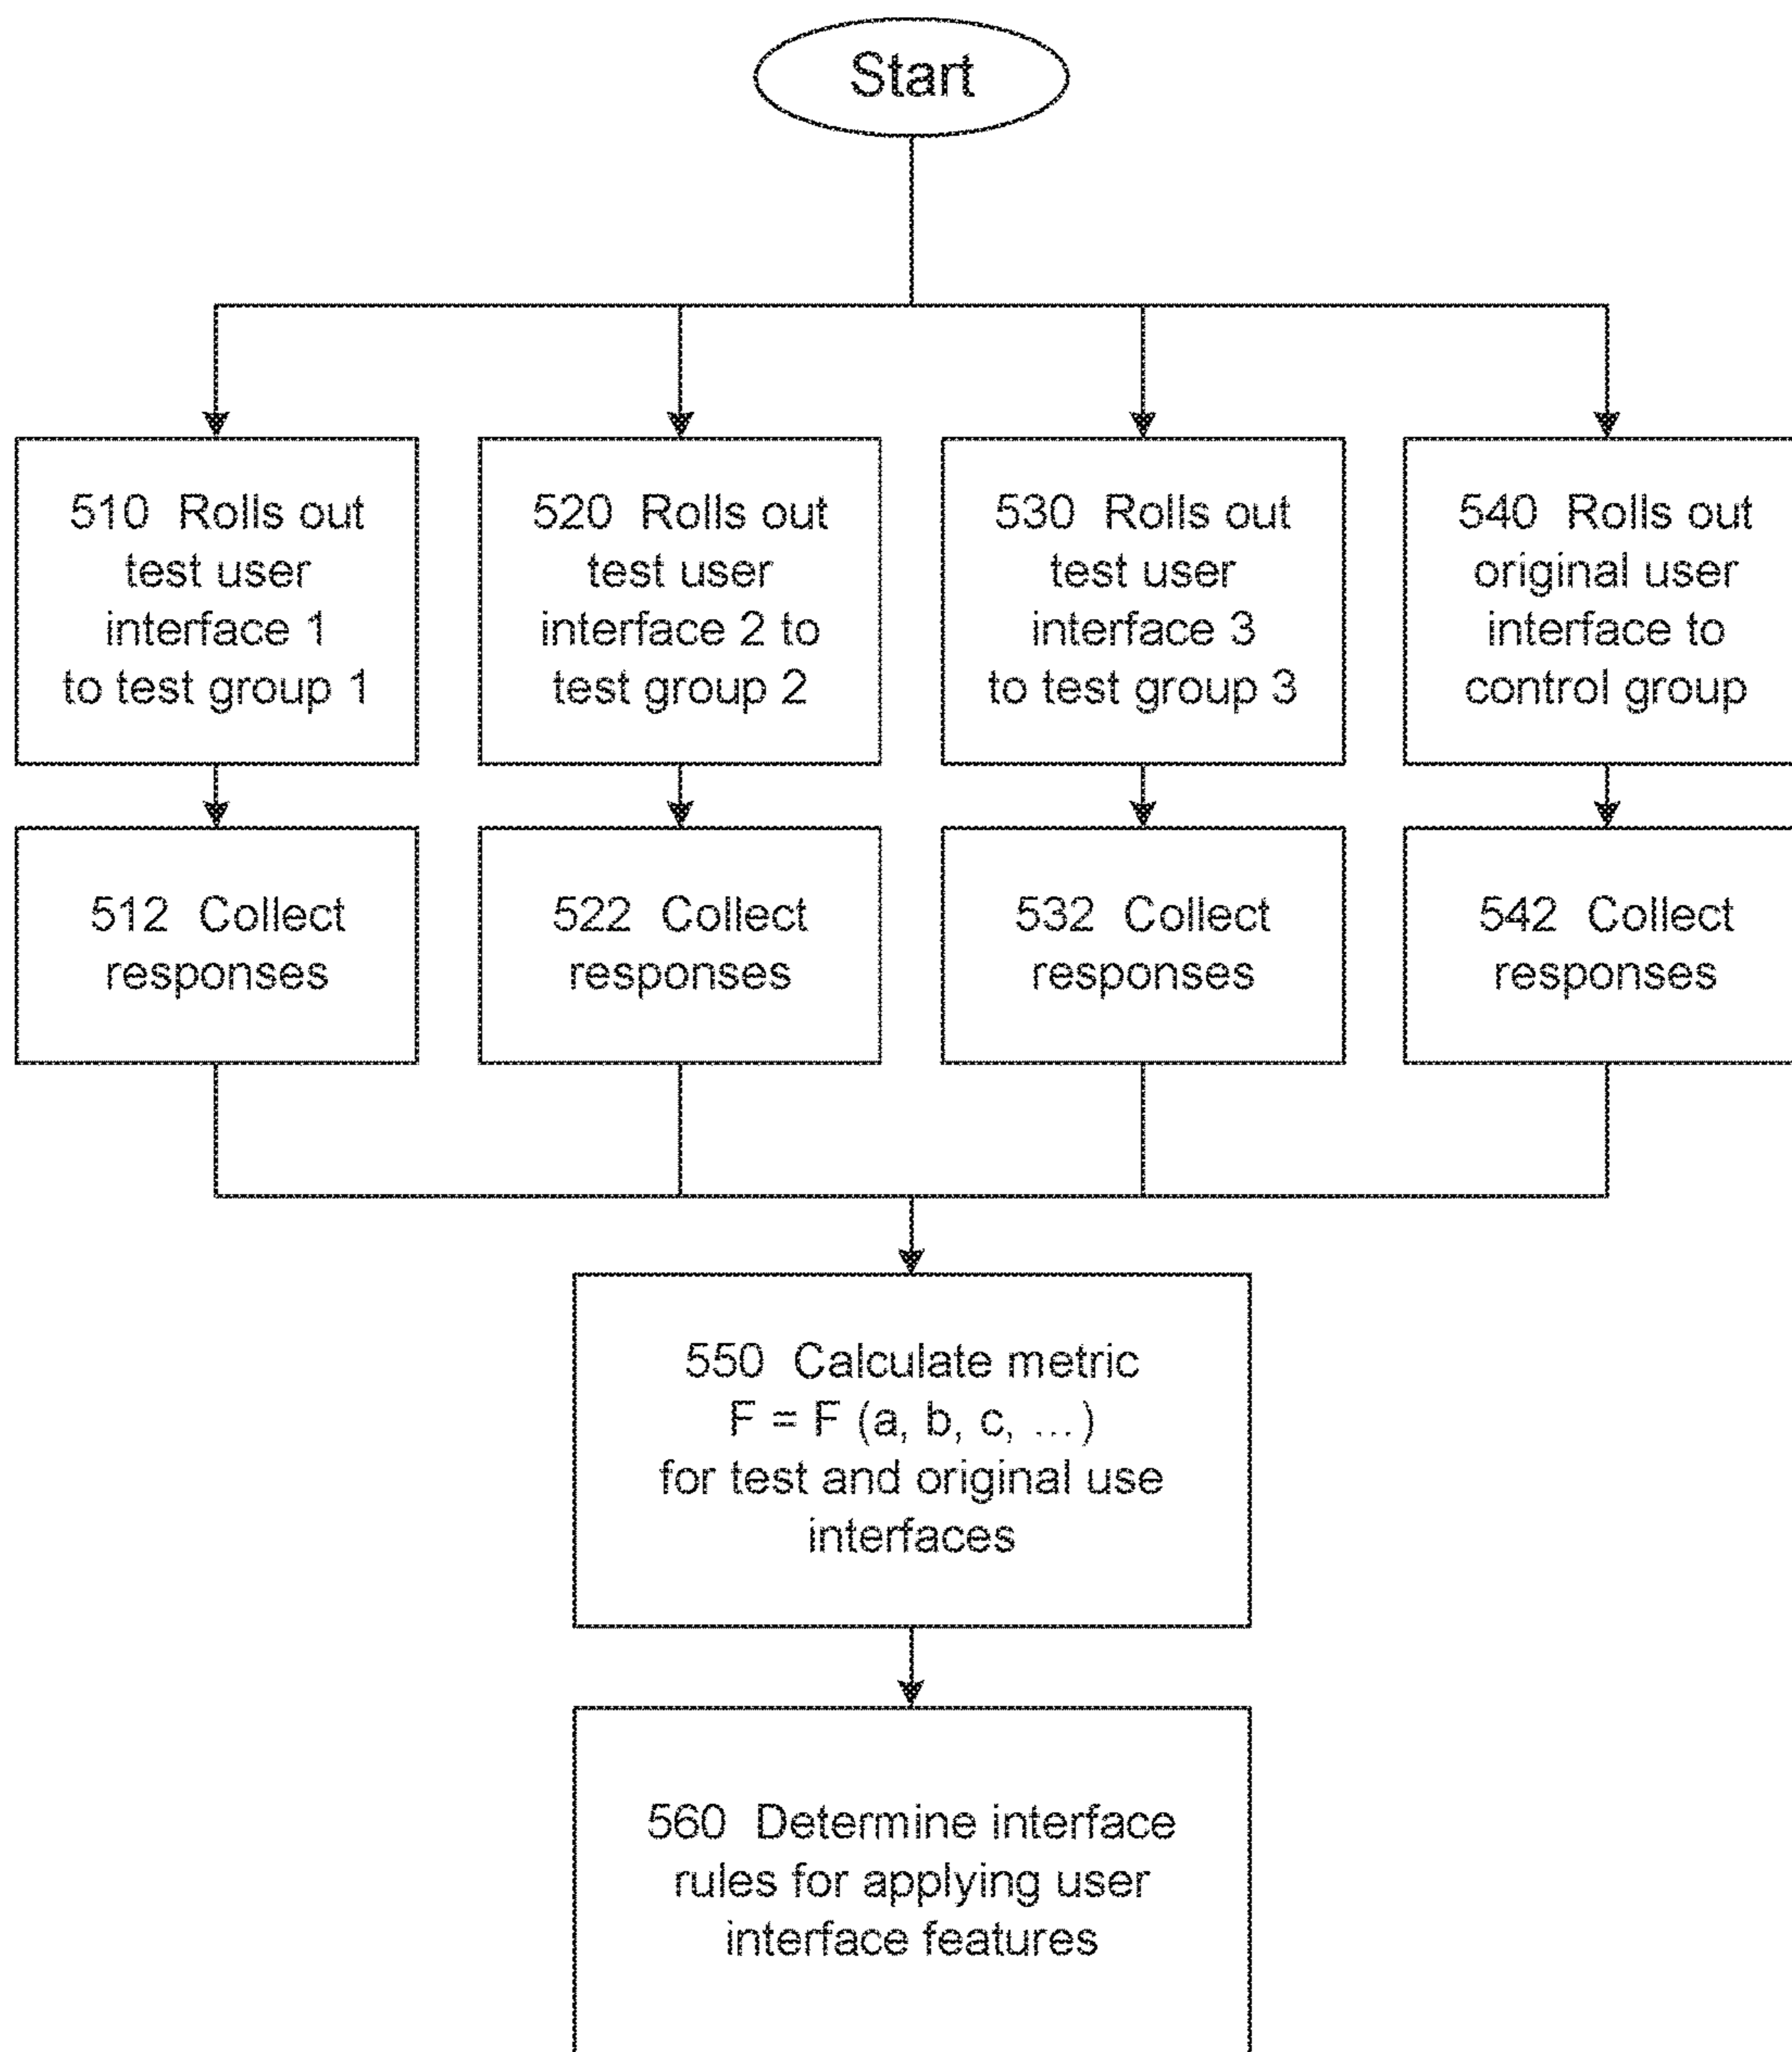 Start
510 Rolls out
test user
interface 1
to test group 1
520 Rolls out
test user
interface 2 to
test group 2
530 Rolls out
test user
interface 3
to test group 3
540 Rolls out
original user
interface to
control group
512 Collect
responses
522 Collect
responses
532 Collect
responses
542 Collect
responses
550 Calculate metric
F = F (a, b, c, ...)
for test and original use
interfaces
560 Determine interface
rules for applying user
interface features